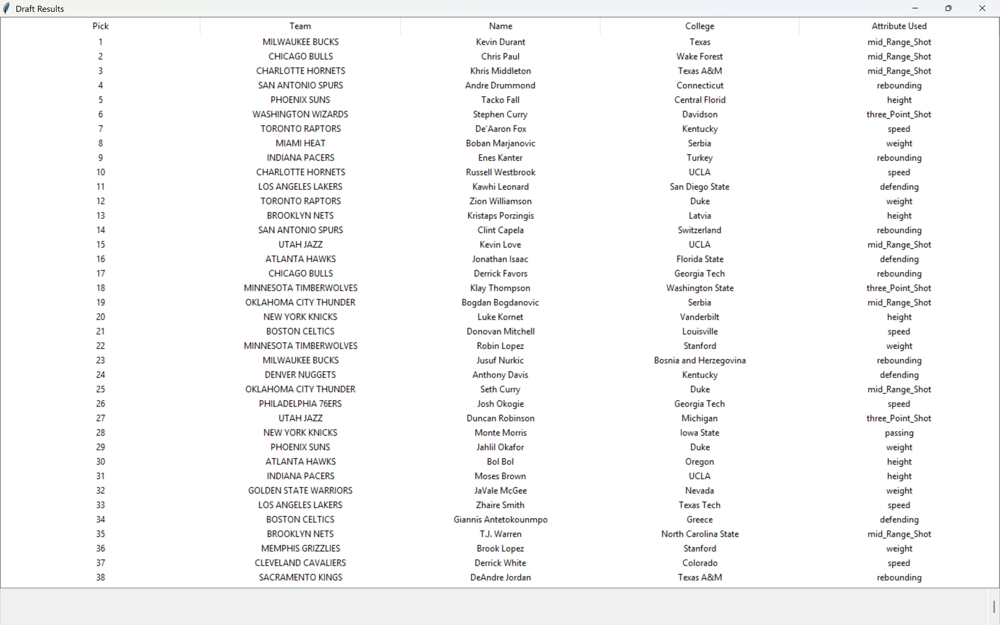 Draft Results
Pick Team Name College Attribute Used
1 MILWAUKEE BUCKS Kevin Durant Texas mid_Range_Shot
2 CHICAGO BULLS Chris Paul Wake Forest mid_Range_Shot
3 CHARLOTTE HORNETS Khris Middleton Texas A&M mid_Range_Shot
4 SAN ANTONIO SPURS Andre Drummond Connecticut rebounding
5 PHOENIX SUNS Tacko Fall Central Florid height
6 WASHINGTON WIZARDS Stephen Curry Davidson three_Point_Shot
7 TORONTO RAPTORS De'Aaron Fox Kentucky speed
8 MIAMI HEAT Boban Marjanovic Serbia weight
9 INDIANA PACERS Enes Kanter Turkey rebounding
10 CHARLOTTE HORNETS Russell Westbrook UCLA speed
11 LOS ANGELES LAKERS Kawhi Leonard San Diego State defending
12 TORONTO RAPTORS Zion Williamson Duke weight
13 BROOKLYN NETS Kristaps Porzingis Latvia height
14 SAN ANTONIO SPURS Clint Capela Switzerland rebounding
15 UTAH JAZZ Kevin Love UCLA mid_Range_Shot
16 ATLANTA HAWKS Jonathan Isaac Florida State defending
17 CHICAGO BULLS Derrick Favors Georgia Tech rebounding
18 MINNESOTA TIMBERWOLVES Klay Thompson Washington State three_Point_Shot
19 OKLAHOMA CITY THUNDER Bogdan Bogdanovic Serbia mid_Range_Shot
20 NEW YORK KNICKS Luke Kornet Vanderbilt height
21 BOSTON CELTICS Donovan Mitchell Louisville speed
22 MINNESOTA TIMBERWOLVES Robin Lopez Stanford weight
23 MILWAUKEE BUCKS Jusuf Nurkic Bosnia and Herzegovina rebounding
24 DENVER NUGGETS Anthony Davis Kentucky defending
25 OKLAHOMA CITY THUNDER Seth Curry Duke mid_Range_Shot
26 PHILADELPHIA 76ERS Josh Okogie Georgia Tech speed
27 UTAH JAZZ Duncan Robinson Michigan three_Point_Shot
28 NEW YORK KNICKS Monte Morris Iowa State passing
29 PHOENIX SUNS Jahlil Okafor Duke weight
30 ATLANTA HAWKS Bol Bol Oregon height
31 INDIANA PACERS Moses Brown UCLA height
32 GOLDEN STATE WARRIORS JaVale McGee Nevada weight
33 LOS ANGELES LAKERS Zhaire Smith Texas Tech speed
34 BOSTON CELTICS Giannis Antetokounmpo Greece defending
35 BROOKLYN NETS T.J. Warren North Carolina State mid_Range_Shot
36 MEMPHIS GRIZZLIES Brook Lopez Stanford weight
37 CLEVELAND CAVALIERS Derrick White Colorado speed
38 SACRAMENTO KINGS DeAndre Jordan Texas A&M rebounding